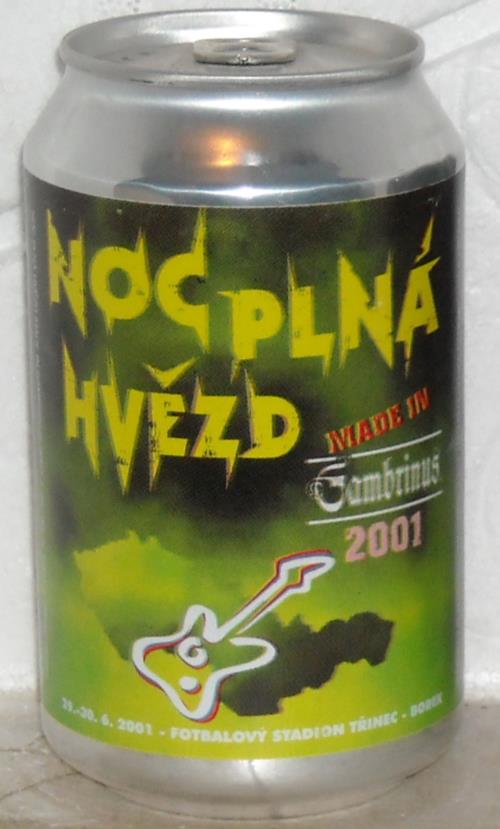 NOC PLNÁ
HVĚZD
MADE IN
Gambrinus
2001
29.-30. 6. 2001 - FOTBALOVÝ STADION TŘINEC - BOREK